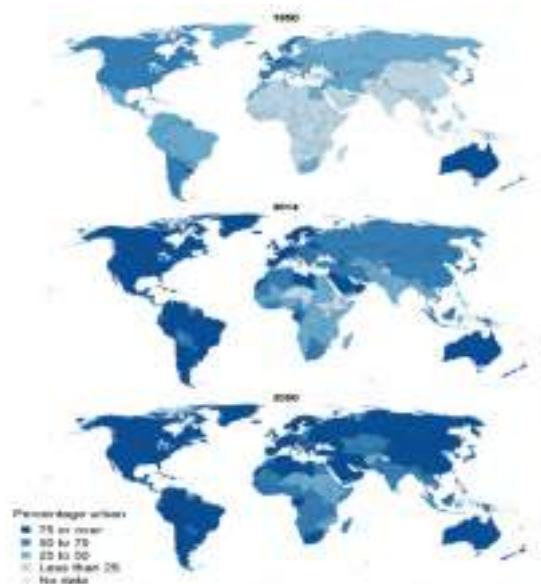 1950
2014
2050
Percentage urban
75 or over
50 to 75
25 to 50
Less than 25
No data